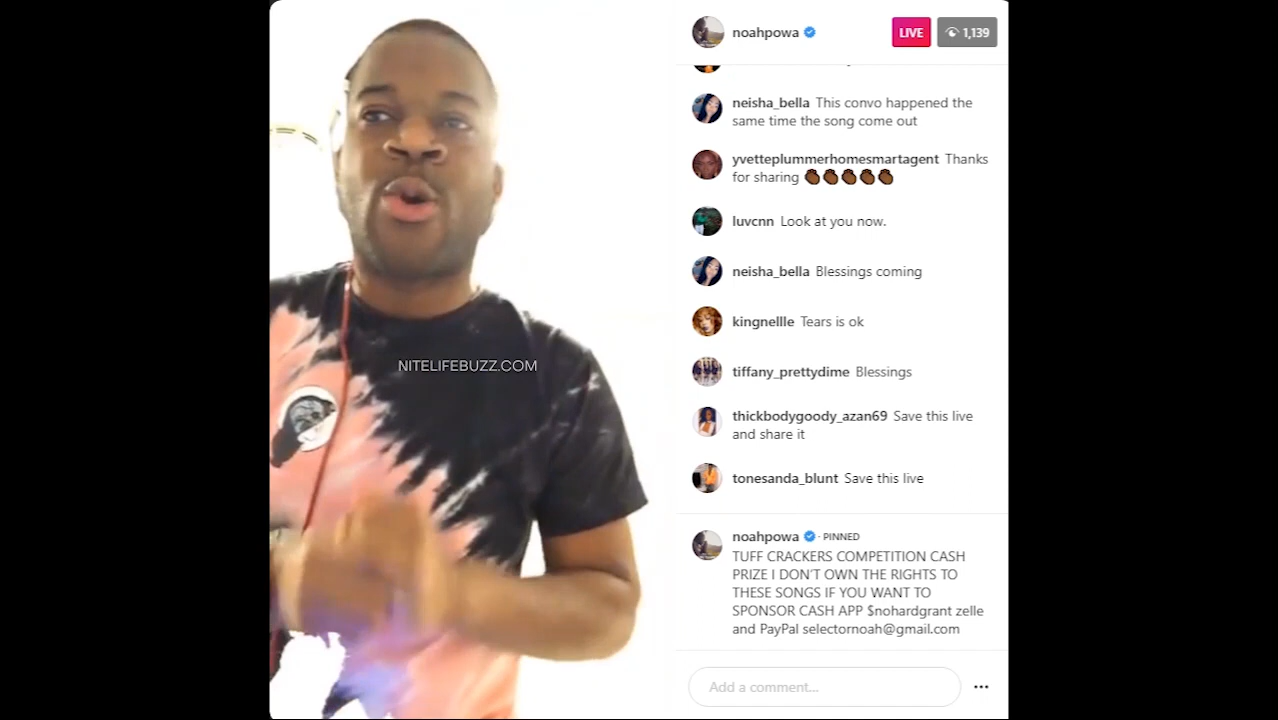 noahpowa
LIVE
1,139
neisha_bella This convo happened the
same time the song come out
yvetteplummerhomesmartagent Thanks
for sharing 👏🏾👏🏾👏🏾👏🏾👏🏾
luvcnn Look at you now.
neisha_bella Blessings coming
kingnellle Tears is ok
tiffany_prettydime Blessings
thickbodygoody_azan69 Save this live
and share it
tonesanda_blunt Save this live
NITELIFEBUZZ.COM
noahpowa · PINNED
TUFF CRACKERS COMPETITION CASH
PRIZE I DON'T OWN THE RIGHTS TO
THESE SONGS IF YOU WANT TO
SPONSOR CASH APP $nohardgrant zelle
and PayPal selectornoah@gmail.com
Add a comment...